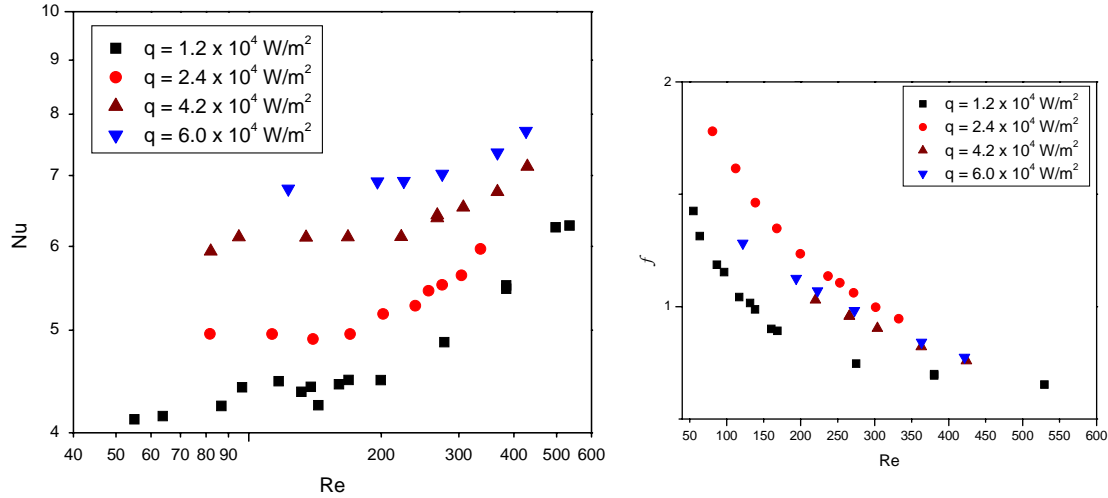 10
9
8
7
6
5
4
Nu
40 50 60 70 80 90 200 300 400 500 600
Re
q = 1.2 x 10⁴ W/m²
q = 2.4 x 10⁴ W/m²
q = 4.2 x 10⁴ W/m²
q = 6.0 x 10⁴ W/m²
2
1
f
50 100 150 200 250 300 350 400 450 500 550 600
Re
q = 1.2 x 10⁴ W/m²
q = 2.4 x 10⁴ W/m²
q = 4.2 x 10⁴ W/m²
q = 6.0 x 10⁴ W/m²